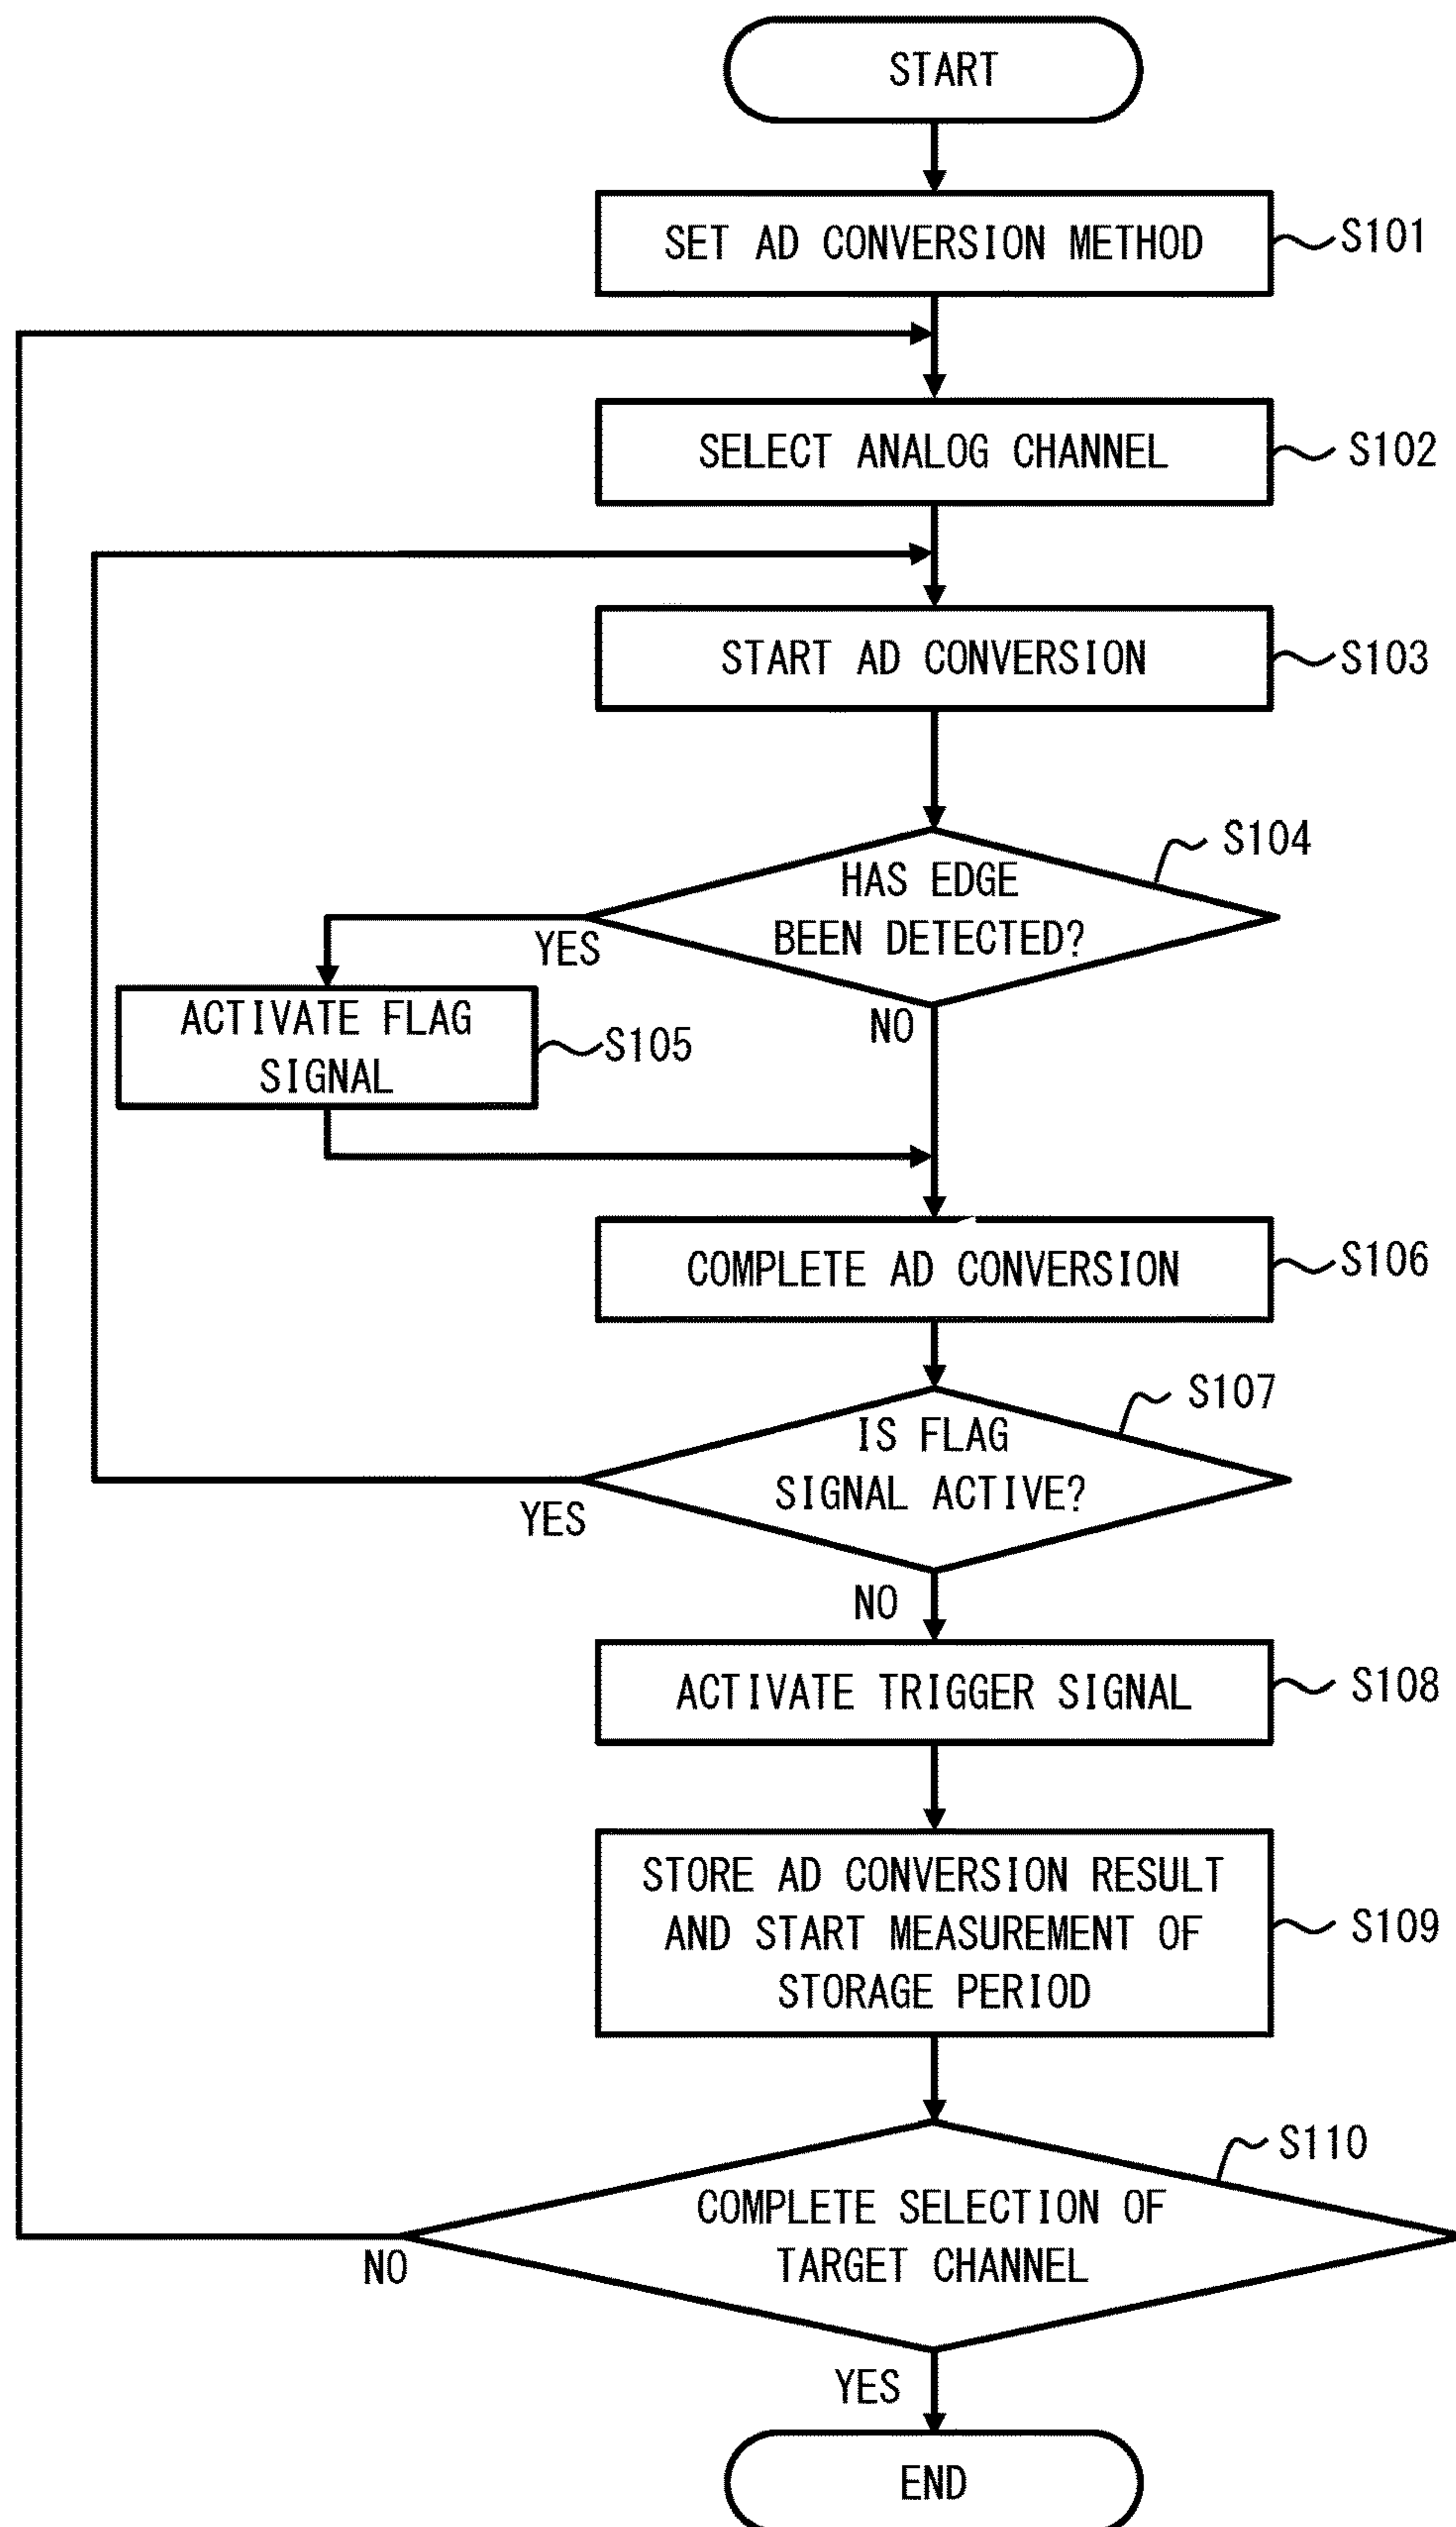 START
SET AD CONVERSION METHOD
S101
SELECT ANALOG CHANNEL
S102
START AD CONVERSION
S103
S104
HAS EDGE
BEEN DETECTED?
YES
NO
ACTIVATE FLAG
SIGNAL
S105
COMPLETE AD CONVERSION
S106
S107
IS FLAG
SIGNAL ACTIVE?
YES
NO
ACTIVATE TRIGGER SIGNAL
S108
STORE AD CONVERSION RESULT
AND START MEASUREMENT OF
STORAGE PERIOD
S109
S110
COMPLETE SELECTION OF
TARGET CHANNEL
NO
YES
END